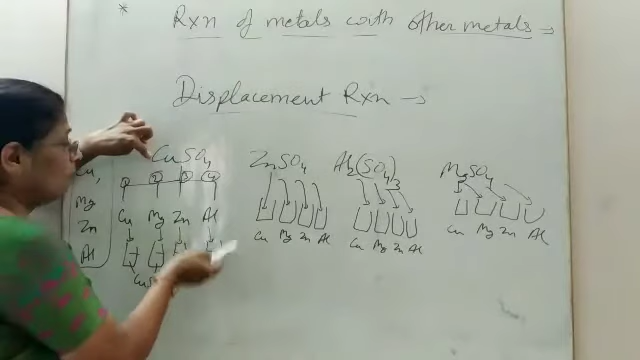 * Rxn of metals with other metals →
Displacement Rxn →
CuSO4 ZnSO4 Al2(SO4)3 MgSO4
Cu,
Mg
Zn
Al
Cu Mg Zn Al
Cu Mg Zn Al
Cu Mg Zn Al
Cu Mg Zn Al